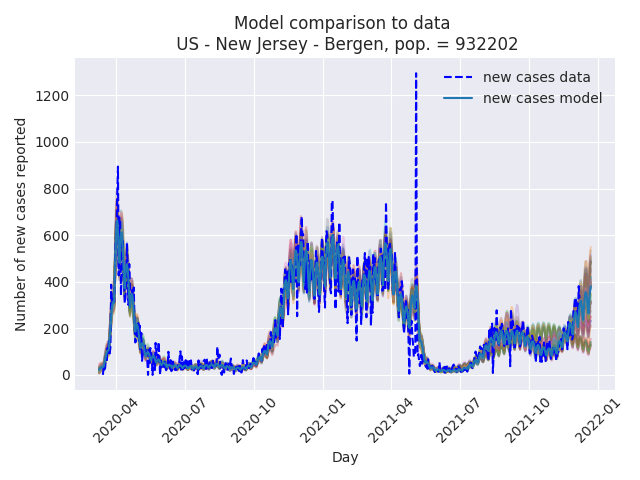 Model comparison to data
US - New Jersey - Bergen, pop. = 932202
new cases data
new cases model
Number of new cases reported
1200
1000
800
600
400
200
0
2020-04
2020-07
2020-10
2021-01
2021-04
2021-07
2021-10
2022-01
Day